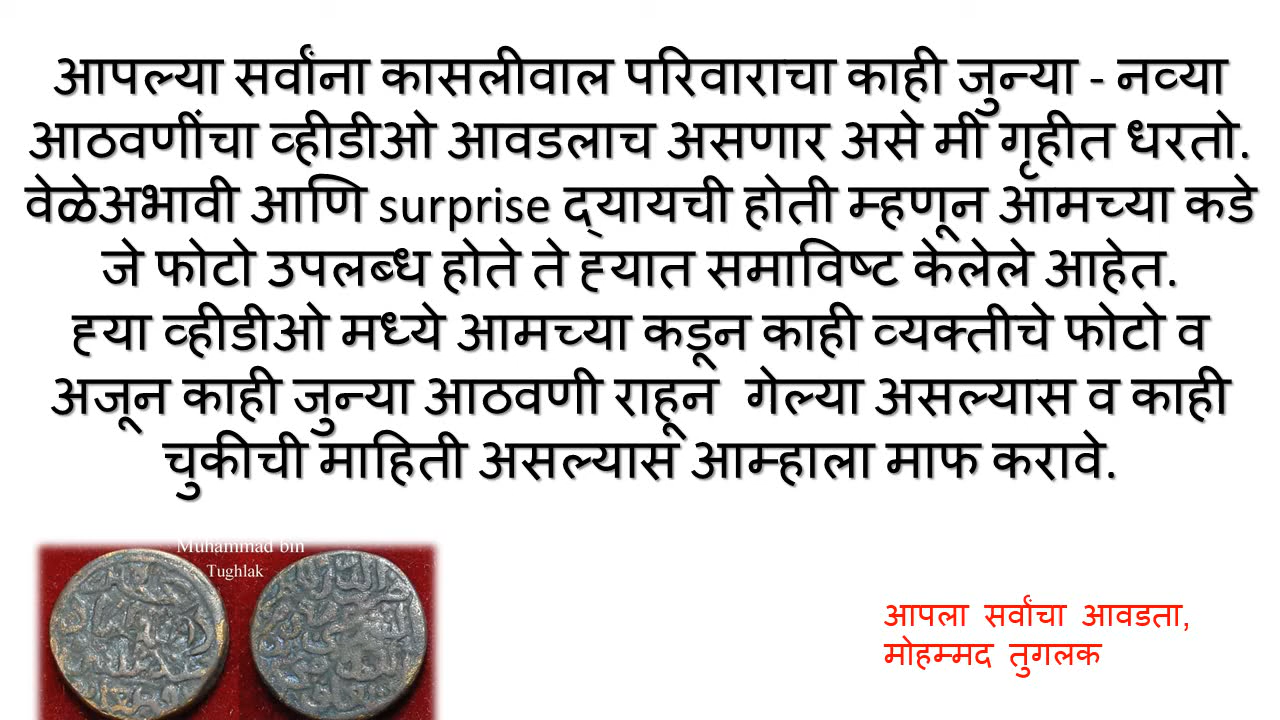 आपल्या सर्वांना कासलीवाल परिवाराचा काही जुन्या - नव्या
आठवणींचा व्हीडीओ आवडलाच असणार असे मी गृहीत धरतो.
वेळेअभावी आणि surprise द्‌यायची होती म्हणून आमच्या कडे
जे फोटो उपलब्ध होते ते ह्यात समाविष्ट केलेले आहेत.
ह्या व्हीडीओ मध्ये आमच्या कडून काही व्यक्तीचे फोटो व
अजून काही जुन्या आठवणी राहून गेल्या असल्यास व काही
चुकीची माहिती असल्यास आम्हाला माफ करावे.
Muhammad bin
Tughlak
आपला सर्वांचा आवडता,
मोहम्मद तुगलक